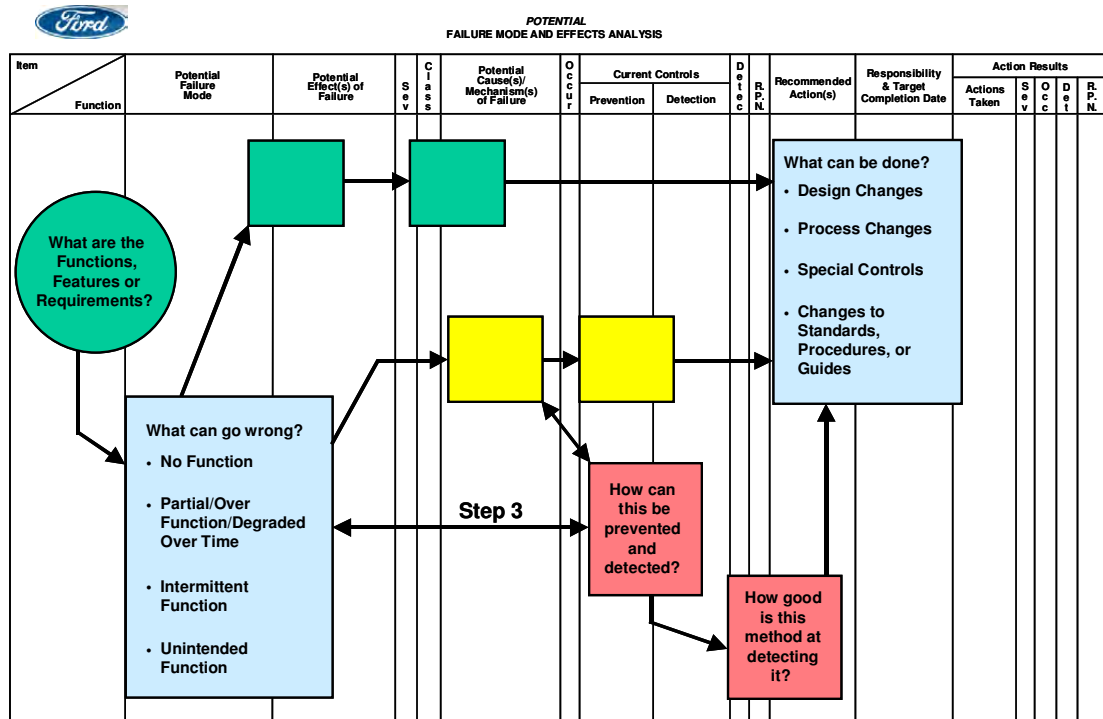 Ford
POTENTIAL
FAILURE MODE AND EFFECTS ANALYSIS
Item
Function
Potential
Failure
Mode
Potential
Effect(s) of
Failure
S
e
v
C
l
a
s
s
Potential
Cause(s)/
Mechanism(s)
of Failure
O
c
c
u
r
Current Controls
Prevention
Detection
D
e
t
e
c
R.
P.
N.
Recommended
Action(s)
Responsibility
& Target
Completion Date
Action Results
Actions
Taken
S
e
v
O
c
c
D
e
t
R.
P.
N.
What are the
Functions,
Features or
Requirements?
What can go wrong?
• No Function
• Partial/Over
Function/Degraded
Over Time
• Intermittent
Function
• Unintended
Function
Step 3
How can
this be
prevented
and
detected?
How good
is this
method at
detecting
it?
What can be done?
• Design Changes
• Process Changes
• Special Controls
• Changes to
Standards,
Procedures, or
Guides